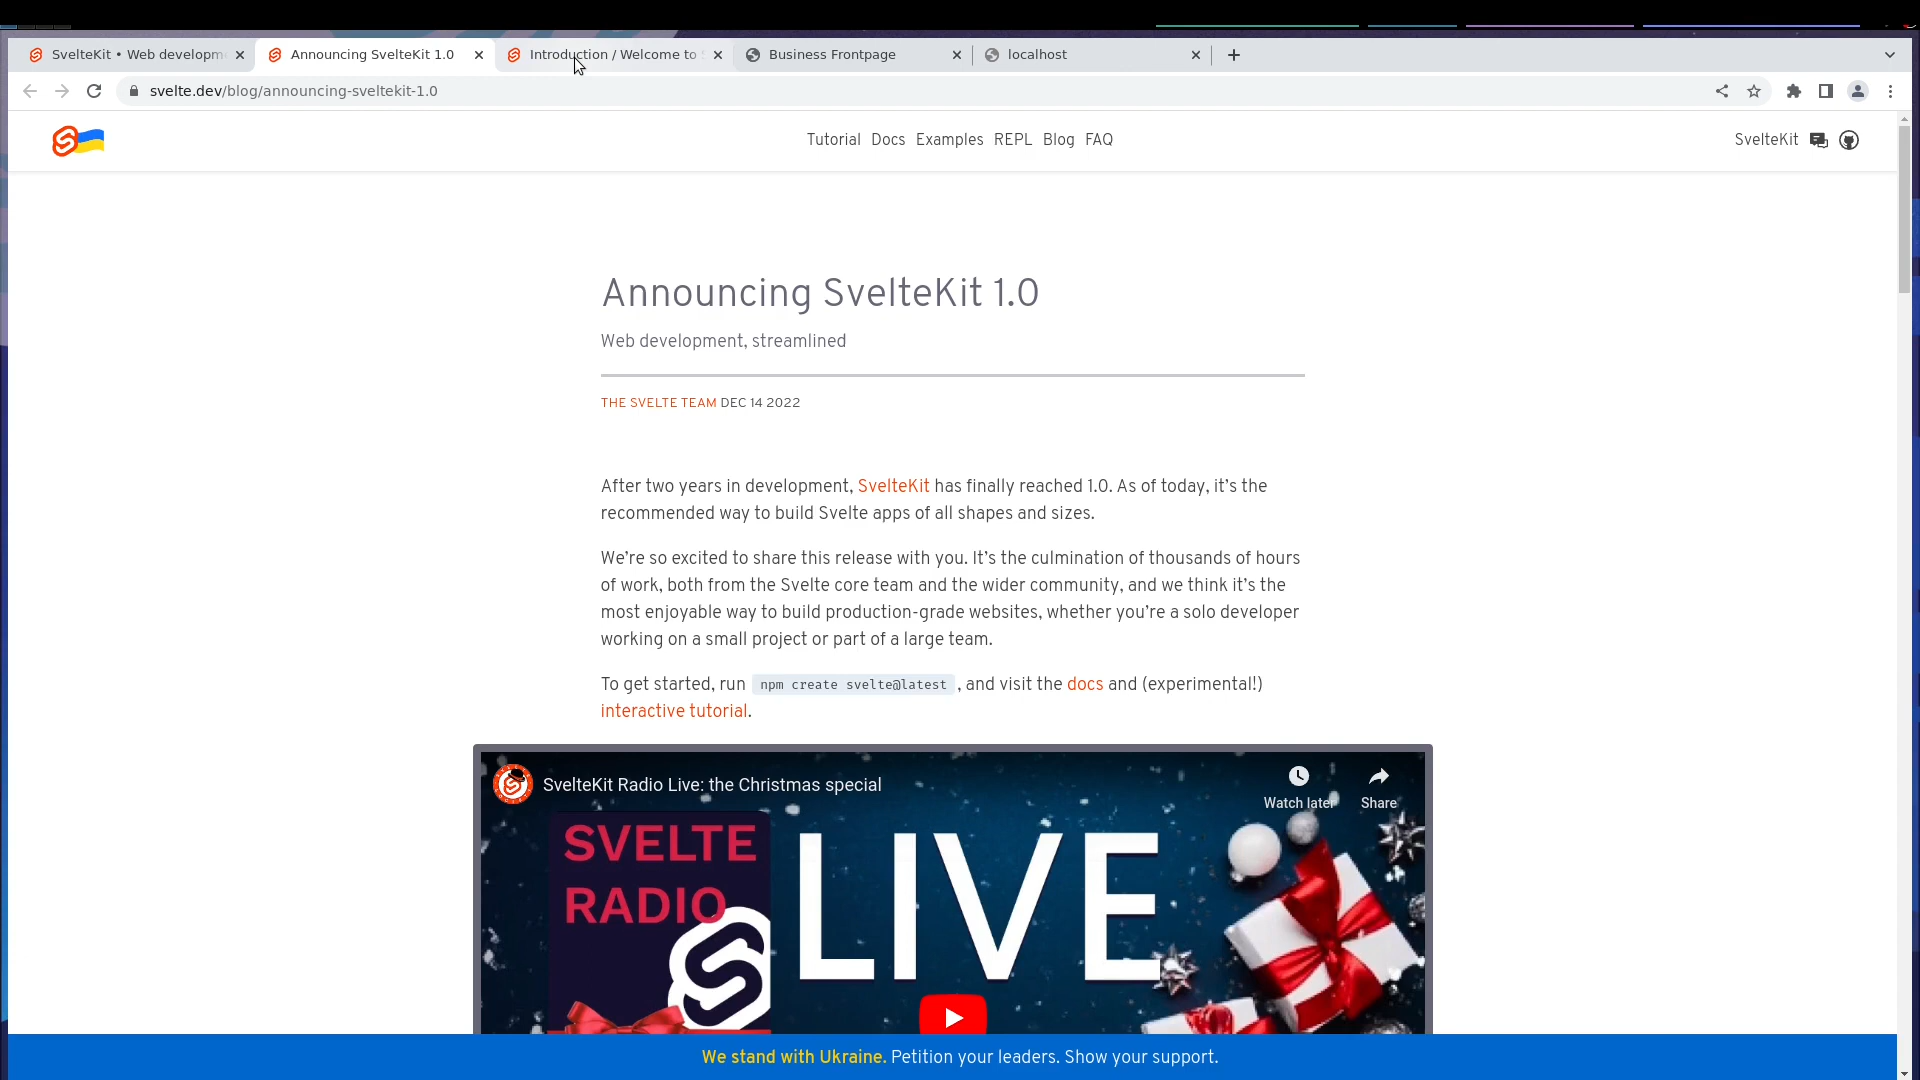 SvelteKit • Web developm
Announcing SvelteKit 1.0
Introduction / Welcome to
Business Frontpage
localhost
svelte.dev/blog/announcing-sveltekit-1.0
Tutorial Docs Examples REPL Blog FAQ
SvelteKit
Announcing SvelteKit 1.0
Web development, streamlined
THE SVELTE TEAM DEC 14 2022
After two years in development, SvelteKit has finally reached 1.0. As of today, it’s the
recommended way to build Svelte apps of all shapes and sizes.
We’re so excited to share this release with you. It’s the culmination of thousands of hours
of work, both from the Svelte core team and the wider community, and we think it’s the
most enjoyable way to build production-grade websites, whether you’re a solo developer
working on a small project or part of a large team.
To get started, run npm create svelte@latest, and visit the docs and (experimental!)
interactive tutorial.
SvelteKit Radio Live: the Christmas special
Watch later
Share
SVELTE
RADIO
LIVE
We stand with Ukraine. Petition your leaders. Show your support.